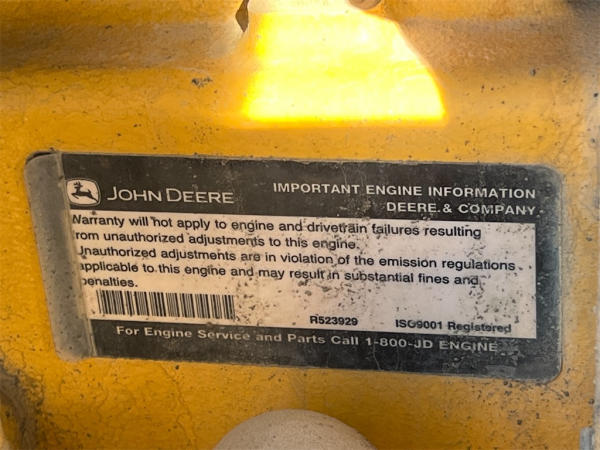 JOHN DEERE
IMPORTANT ENGINE INFORMATION
DEERE & COMPANY
Warranty will not apply to engine and drivetrain failures resulting
from unauthorized adjustments to this engine.
Unauthorized adjustments are in violation of the emission regulations
applicable to this engine and may result in substantial fines and
penalties.
R523929 ISO9001 Registered
For Engine Service and Parts Call 1-800-JD ENGINE